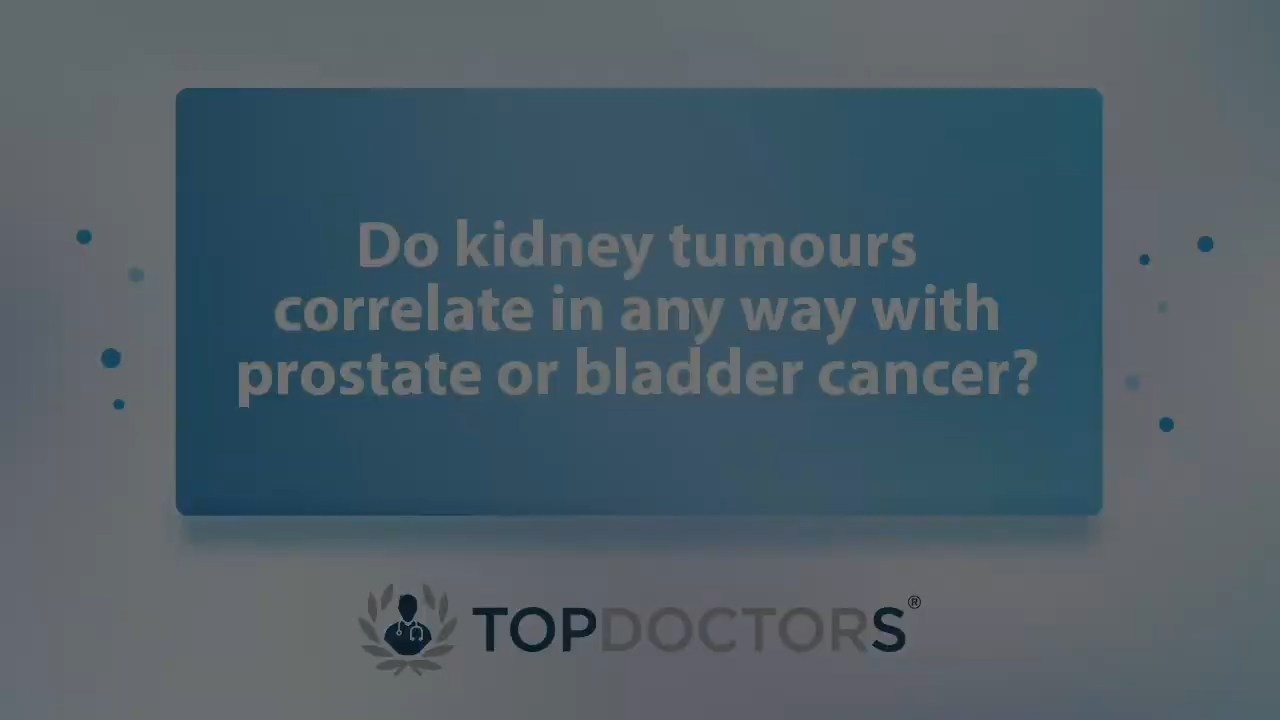 Do kidney tumours
correlate in any way with
prostate or bladder cancer?
TOPDOCTORS®